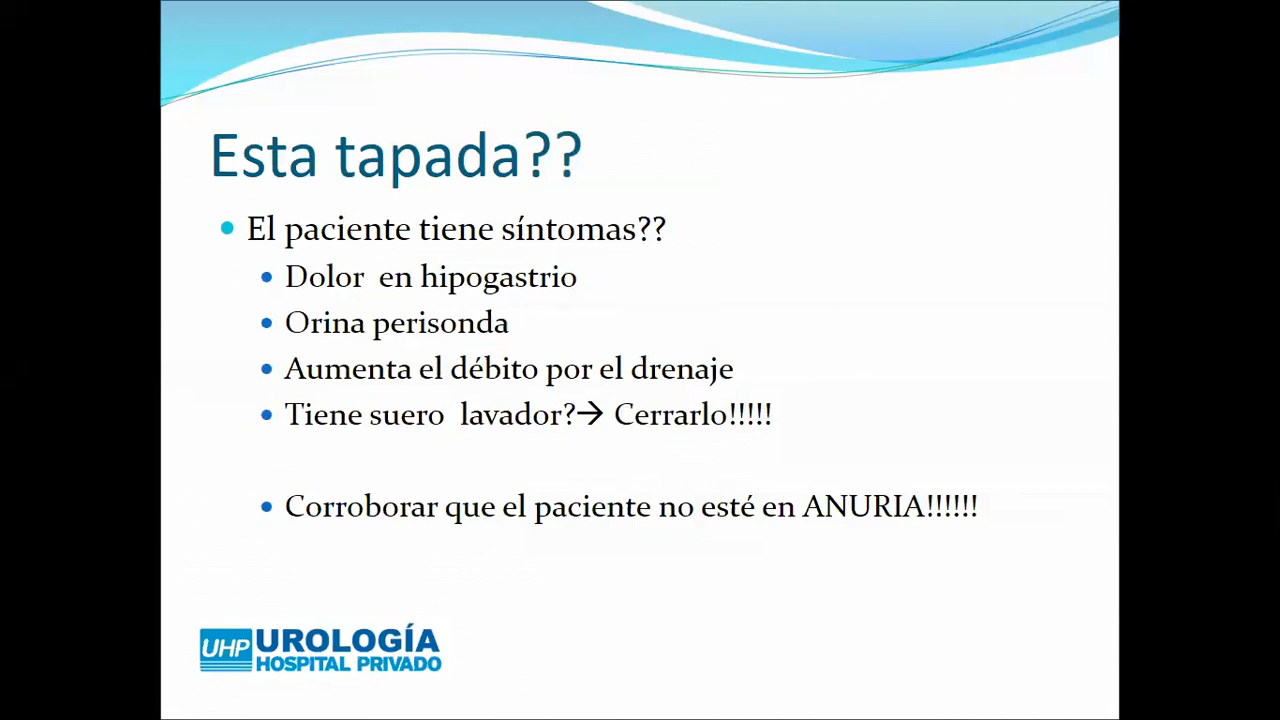 Esta tapada??
El paciente tiene síntomas??
Dolor en hipogastrio
Orina perisonda
Aumenta el débito por el drenaje
Tiene suero lavador?→ Cerrarlo!!!!!
Corroborar que el paciente no esté en ANURIA!!!!!!
UHP UROLOGÍA
HOSPITAL PRIVADO